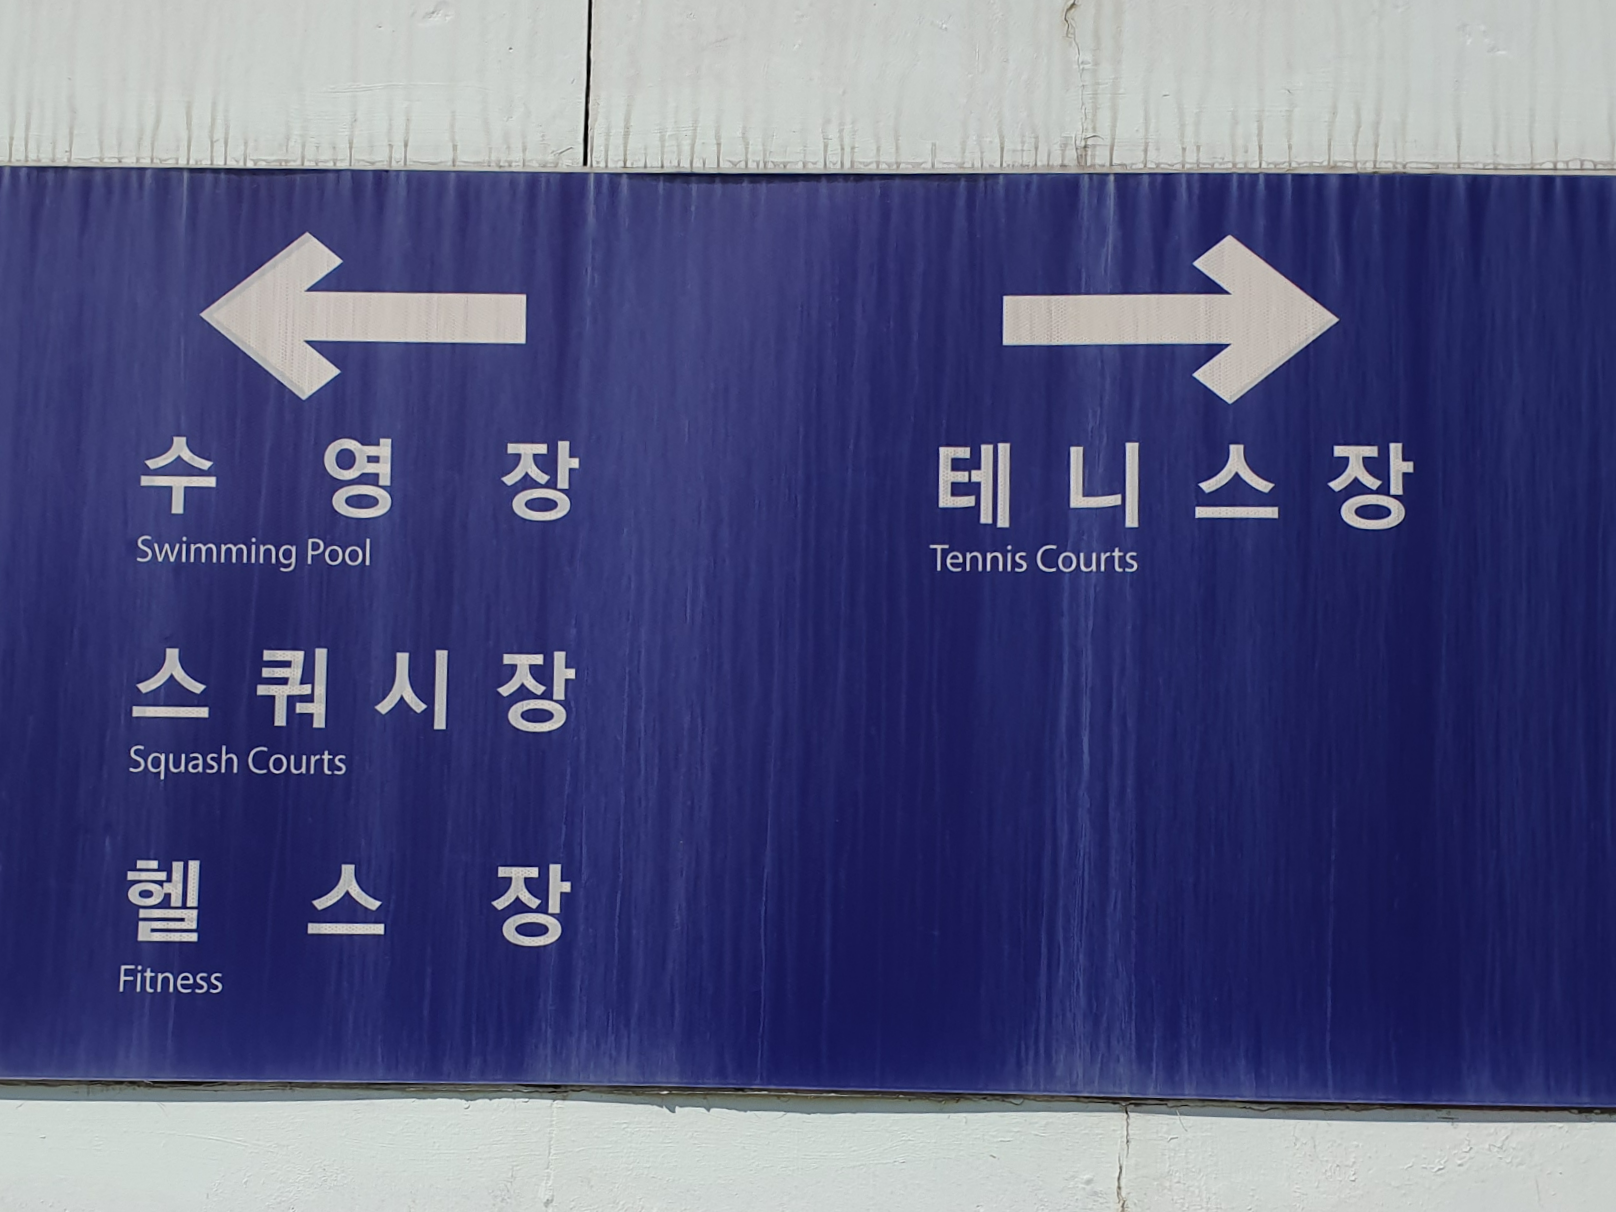 수영장
Swimming Pool
스쿼시장
Squash Courts
헬스장
Fitness
테니스장
Tennis Courts